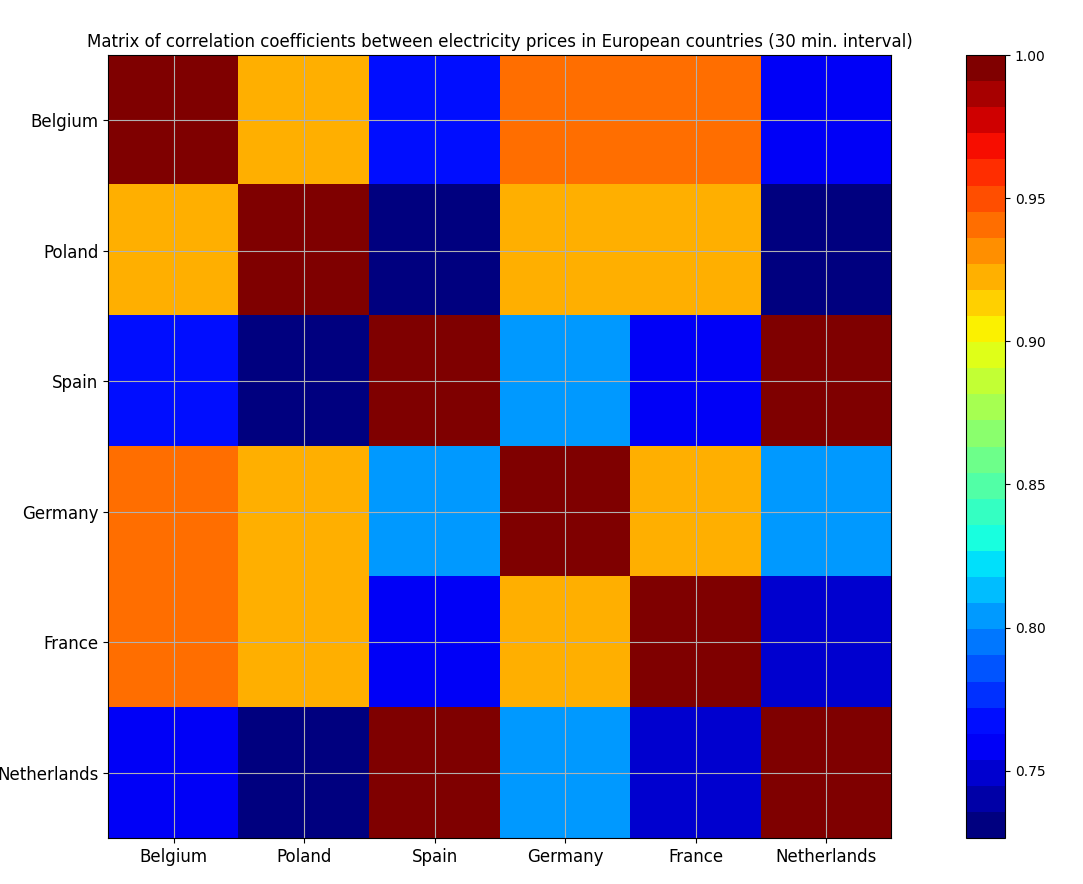 Matrix of correlation coefficients between electricity prices in European countries (30 min. interval)
Belgium
Poland
Spain
Germany
France
Netherlands
Belgium Poland Spain Germany France Netherlands
1.00
0.95
0.90
0.85
0.80
0.75